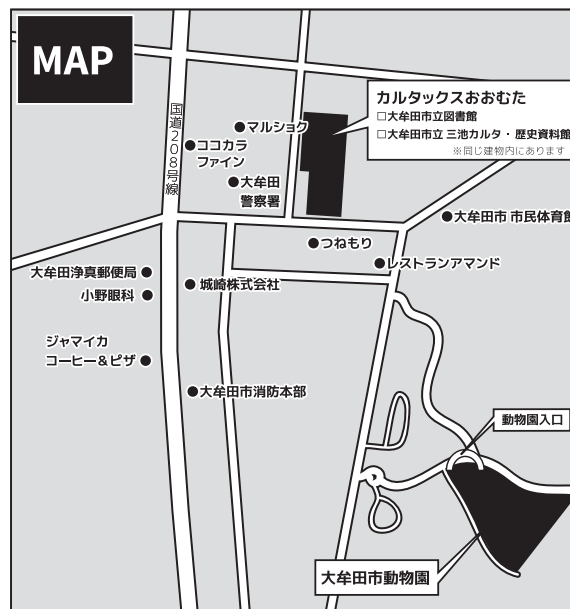 MAP
カルタックスおおむた
□大牟田市立図書館
□大牟田市立 三池カルタ・歴史資料館
※同じ建物内にあります
国道208号線
●マルショク
●ココカラ
ファイン
●大牟田
警察署
●大牟田市 市民体育館
●つねもり
●レストランアマンド
大牟田浄真郵便局●
小野眼科●
●城崎株式会社
ジャマイカ
コーヒー&ピザ●
●大牟田市消防本部
動物園入口
大牟田市動物園